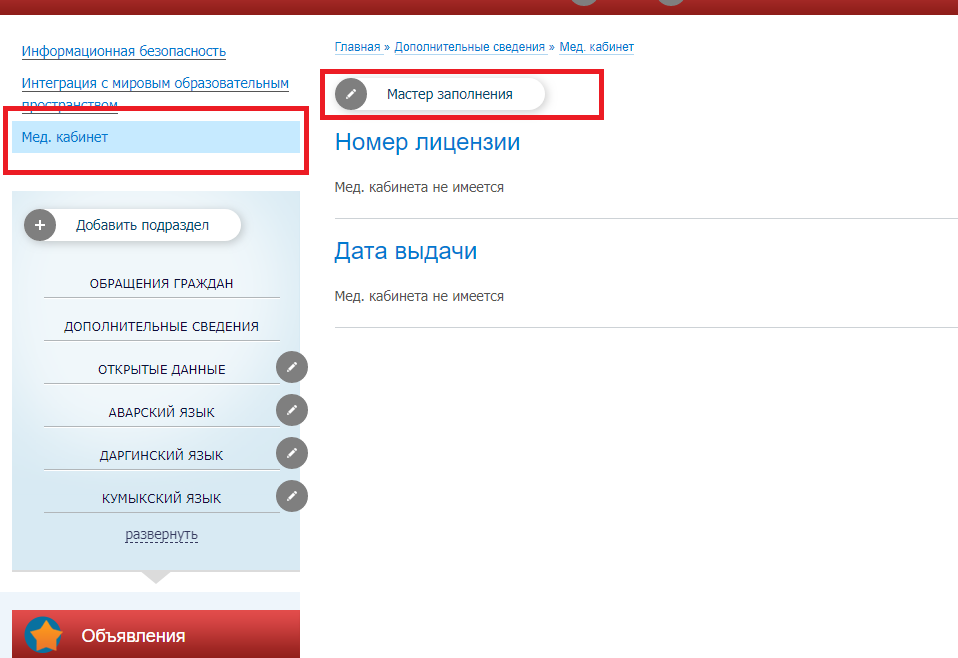 Информационная безопасность
Интеграция с мировым образовательным
пространством
Мед. кабинет
Добавить подраздел
ОБРАЩЕНИЯ ГРАЖДАН
ДОПОЛНИТЕЛЬНЫЕ СВЕДЕНИЯ
ОТКРЫТЫЕ ДАННЫЕ
АВАРСКИЙ ЯЗЫК
ДАРГИНСКИЙ ЯЗЫК
КУМЫКСКИЙ ЯЗЫК
развернуть
Объявления
Главная » Дополнительные сведения » Мед. кабинет
Мастер заполнения
Номер лицензии
Мед. кабинета не имеется
Дата выдачи
Мед. кабинета не имеется